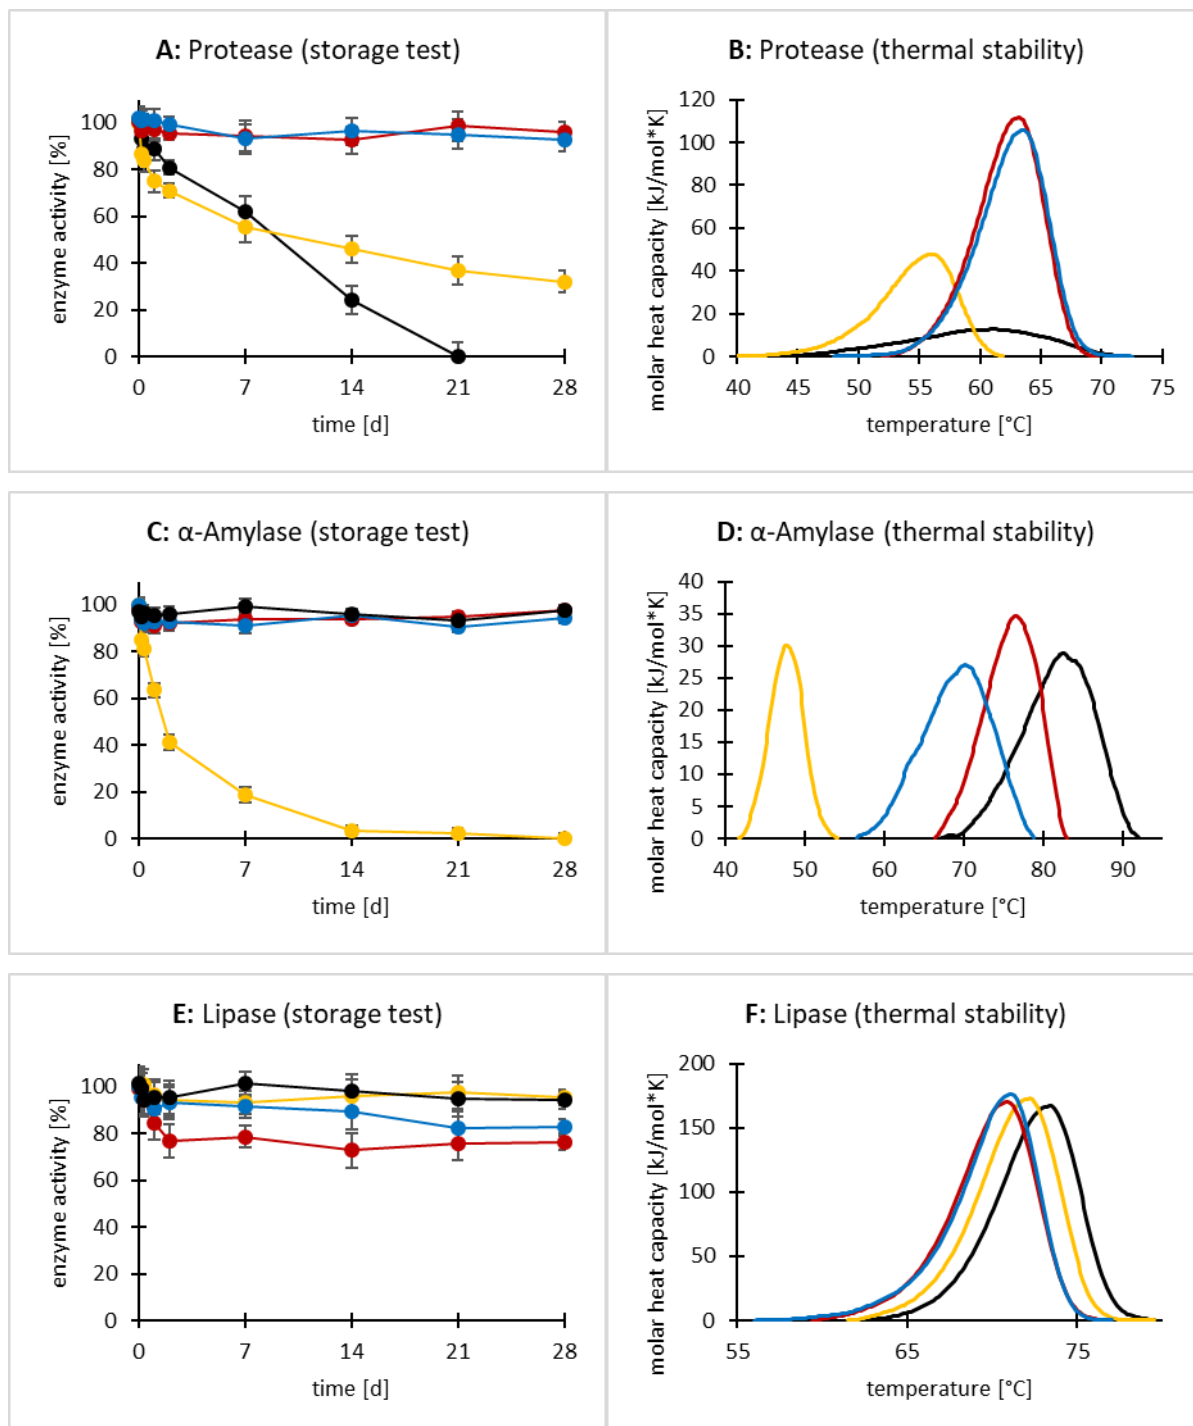 A: Protease (storage test)
enzyme activity [%]
100
80
60
40
20
0
0 7 14 21 28
time [d]
B: Protease (thermal stability)
molar heat capacity [kJ/mol*K]
120
100
80
60
40
20
0
40 45 50 55 60 65 70 75
temperature [°C]
C: α-Amylase (storage test)
enzyme activity [%]
100
80
60
40
20
0
0 7 14 21 28
time [d]
D: α-Amylase (thermal stability)
molar heat capacity [kJ/mol*K]
40
35
30
25
20
15
10
5
0
40 50 60 70 80 90
temperature [°C]
E: Lipase (storage test)
enzyme activity [%]
100
80
60
40
20
0
0 7 14 21 28
time [d]
F: Lipase (thermal stability)
molar heat capacity [kJ/mol*K]
200
150
100
50
0
55 65 75
temperature [°C]